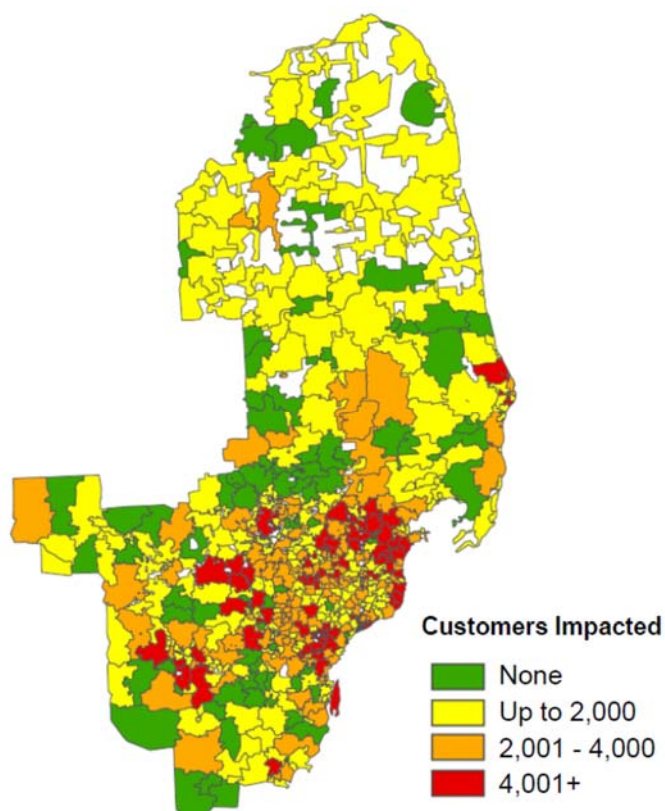 Customers Impacted
None
Up to 2,000
2,001 - 4,000
4,001+